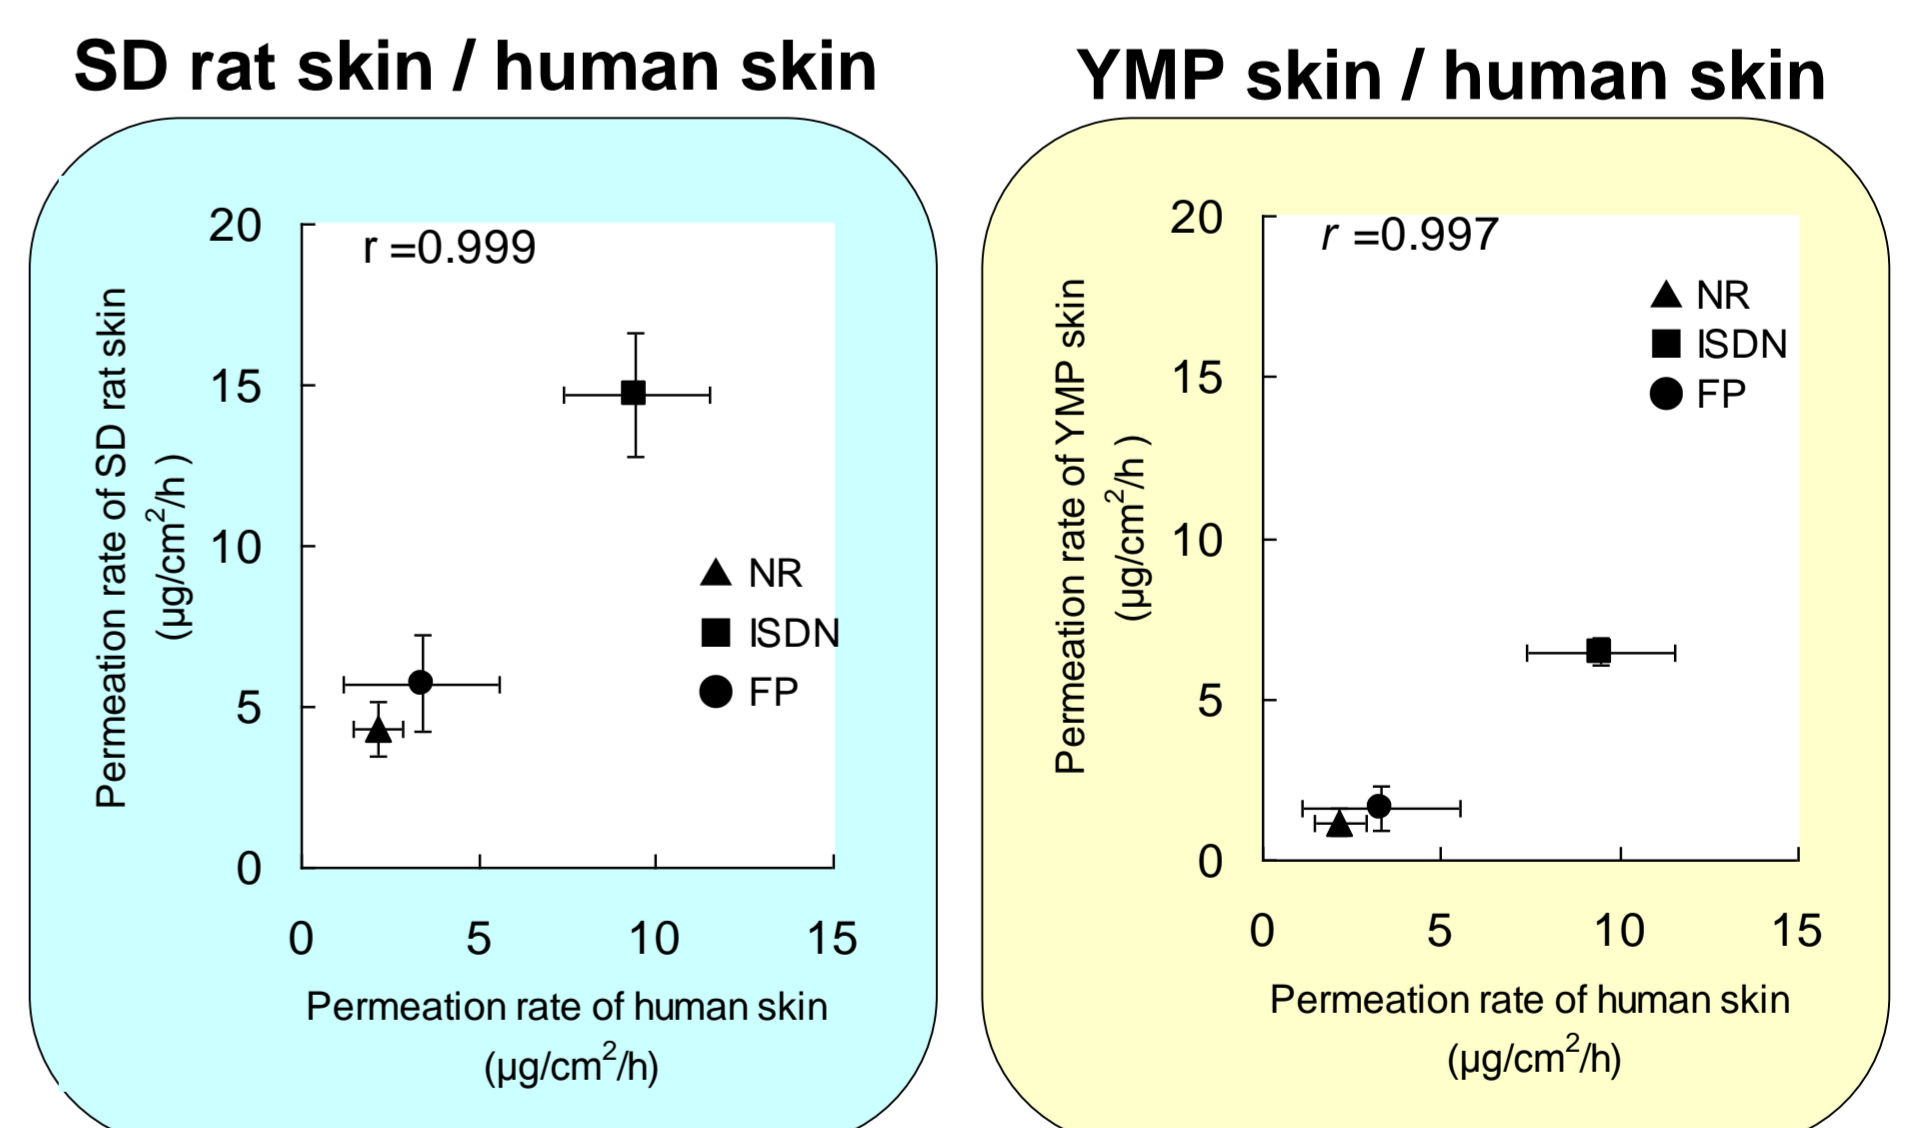 SD rat skin / human skin
YMP skin / human skin
Permeation rate of SD rat skin
(µg/cm²/h )
r =0.999
20
15
10
5
0
NR
ISDN
FP
0 5 10 15
Permeation rate of human skin
(µg/cm²/h)
Permeation rate of YMP skin
(µg/cm²/h )
r =0.997
20
15
10
5
0
NR
ISDN
FP
0 5 10 15
Permeation rate of human skin
(µg/cm²/h)